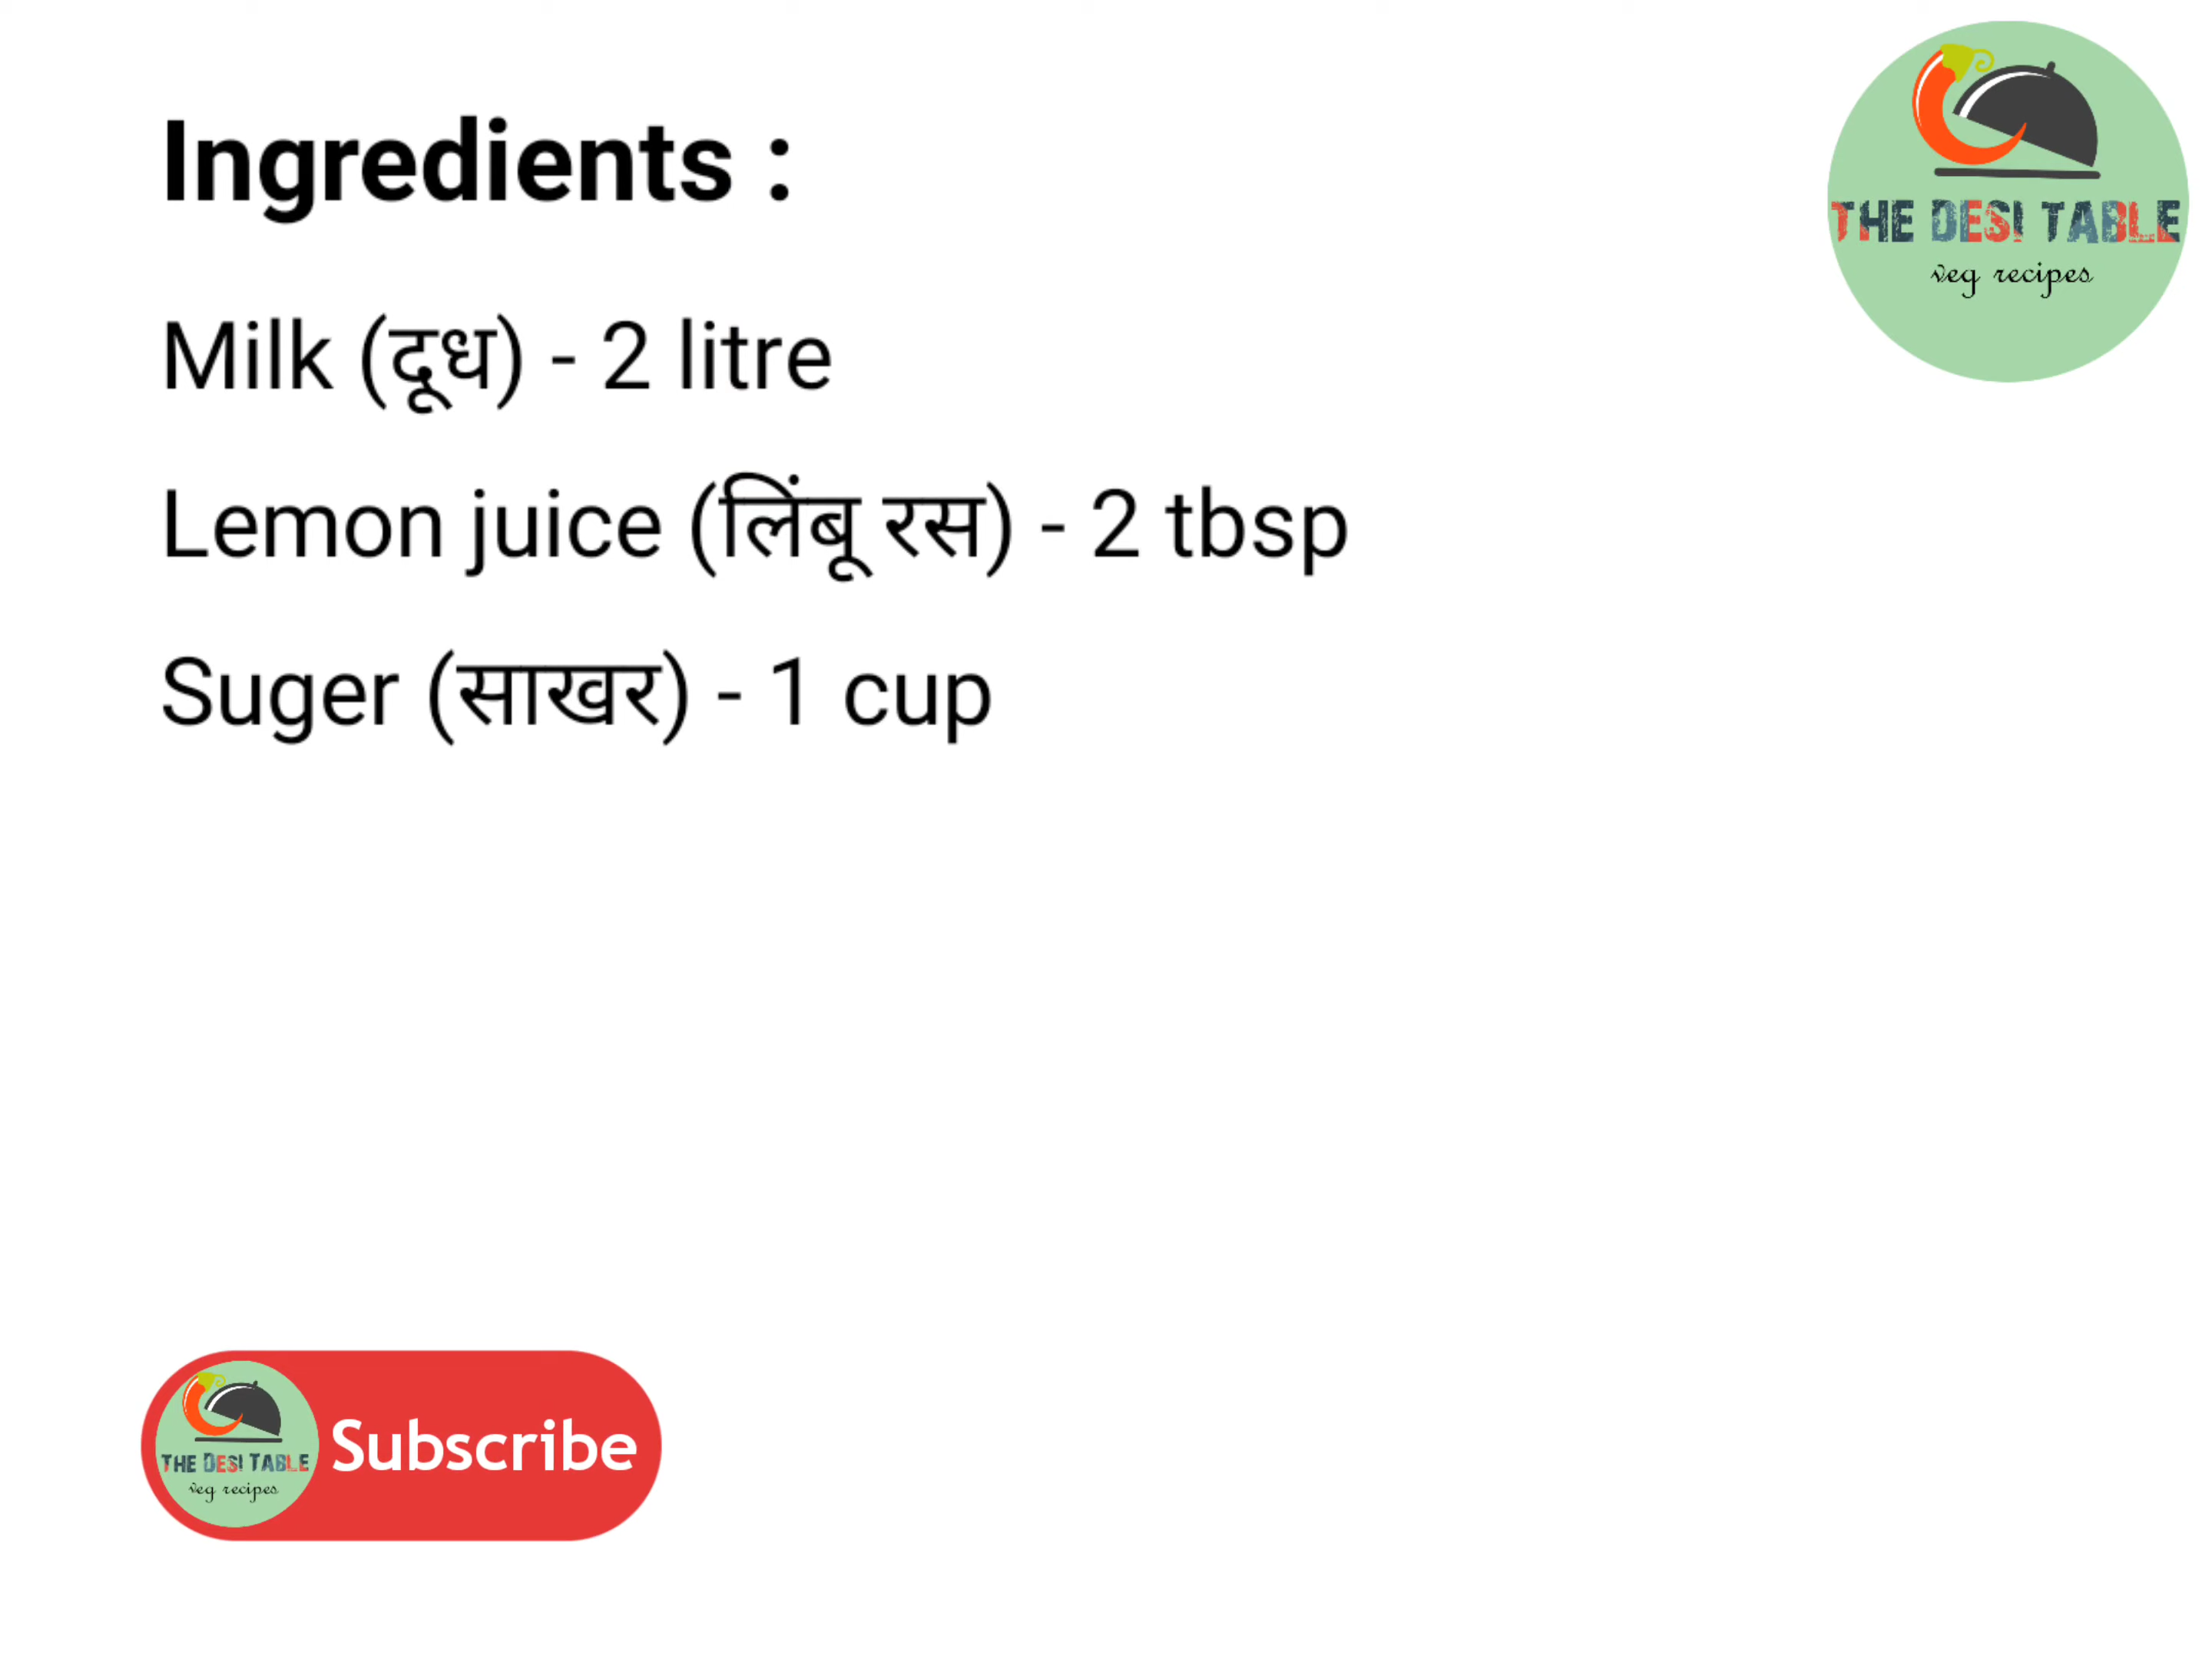 Ingredients :
THE DESI TABLE
veg recipes
Milk (दूध) - 2 litre
Lemon juice (लिंबू रस) - 2 tbsp
Suger (साखर) - 1 cup
THE DESI TABLE
veg recipes
Subscribe